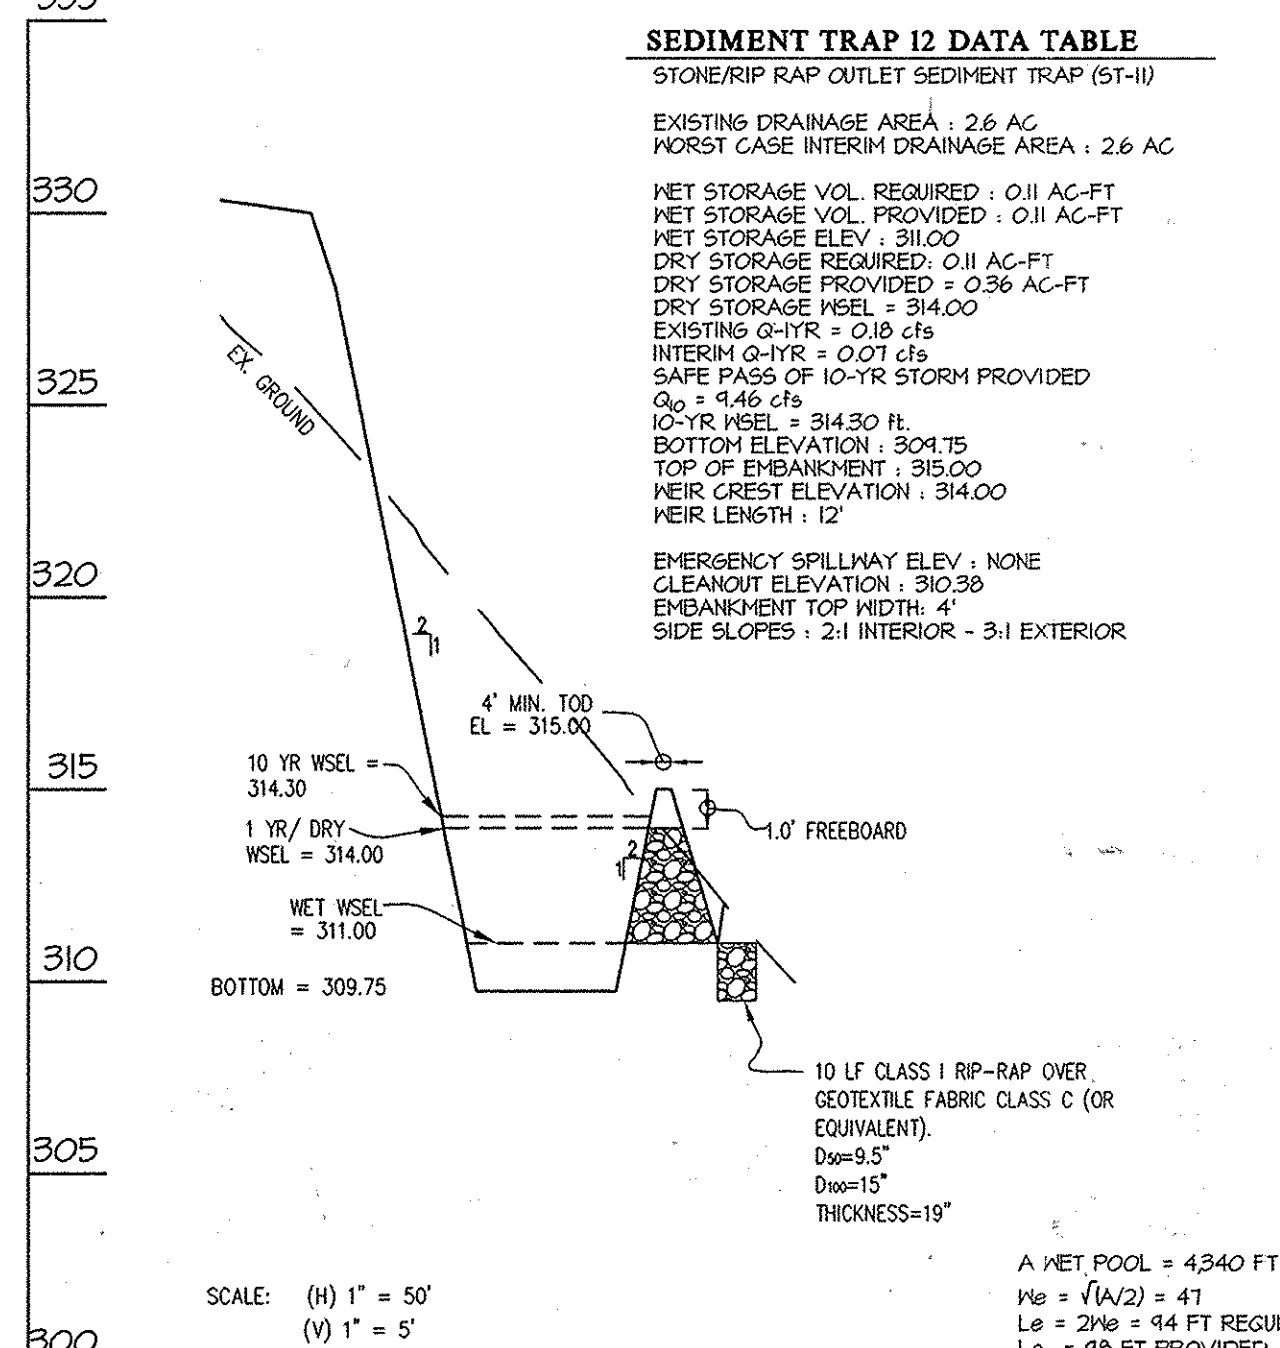 335
SEDIMENT TRAP 12 DATA TABLE
STONE/RIP RAP OUTLET SEDIMENT TRAP (ST-II)
EXISTING DRAINAGE AREA : 2.6 AC
WORST CASE INTERIM DRAINAGE AREA : 2.6 AC
WET STORAGE VOL. REQUIRED : 0.11 AC-FT
WET STORAGE VOL. PROVIDED : 0.11 AC-FT
WET STORAGE ELEV : 311.00
DRY STORAGE REQUIRED: 0.11 AC-FT
DRY STORAGE PROVIDED = 0.36 AC-FT
DRY STORAGE WSEL = 314.00
EXISTING Q-1YR = 0.18 cfs
INTERIM Q-1YR = 0.07 cfs
SAFE PASS OF 10-YR STORM PROVIDED
Q10 = 9.46 cfs
10-YR WSEL = 314.30 ft.
BOTTOM ELEVATION : 309.75
TOP OF EMBANKMENT : 315.00
WEIR CREST ELEVATION : 314.00
WEIR LENGTH : 12'
EMERGENCY SPILLWAY ELEV : NONE
CLEANOUT ELEVATION : 310.38
EMBANKMENT TOP WIDTH: 4'
SIDE SLOPES : 2:1 INTERIOR - 3:1 EXTERIOR
330
325
EX. GROUND
320
2
1
4' MIN. TOD
EL = 315.00
315
10 YR WSEL =
314.30
1 YR/ DRY
WSEL = 314.00
1.0' FREEBOARD
2
1
WET WSEL
= 311.00
310
BOTTOM = 309.75
10 LF CLASS I RIP-RAP OVER
GEOTEXTILE FABRIC CLASS C (OR
EQUIVALENT).
D50=9.5"
D100=15"
THICKNESS=19"
305
SCALE: (H) 1" = 50'
(V) 1" = 5'
A WET POOL = 4,340 FT
We = √(A/2) = 47
Le = 2We = 94 FT REQUI
= 98 FT PROVIDED
300